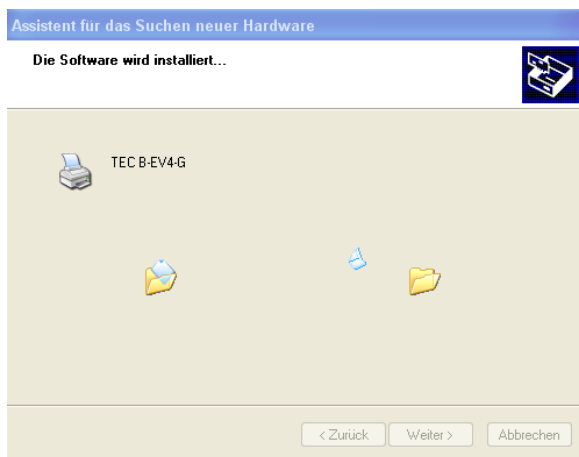 Assistent für das Suchen neuer Hardware
Die Software wird installiert...
TEC B-EV4-G
< Zurück
Weiter >
Abbrechen